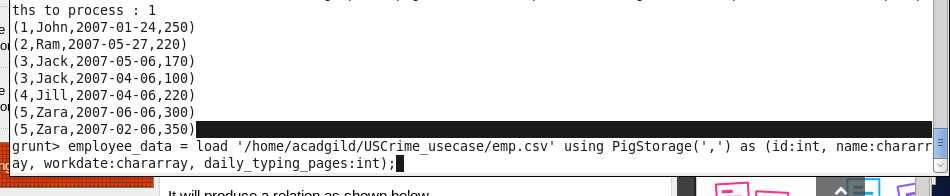 ths to process : 1
(1,John,2007-01-24,250)
(2,Ram,2007-05-27,220)
(3,Jack,2007-05-06,170)
(3,Jack,2007-04-06,100)
(4,Jill,2007-04-06,220)
(5,Zara,2007-06-06,300)
(5,Zara,2007-02-06,350)
grunt> employee_data = load '/home/acadgild/USCrime_usecase/emp.csv' using PigStorage(',') as (id:int, name:chararr
ay, workdate:chararray, daily_typing_pages:int);
It will produce a relation as shown below